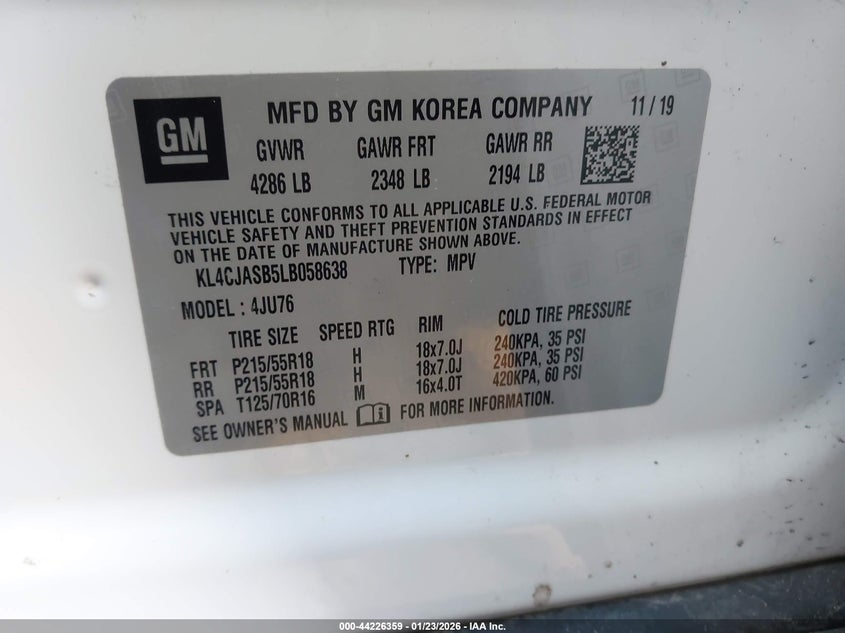 GM
MFD BY GM KOREA COMPANY 11/19
GVWR GAWR FRT GAWR RR
4286 LB 2348 LB 2194 LB
THIS VEHICLE CONFORMS TO ALL APPLICABLE U.S. FEDERAL MOTOR
VEHICLE SAFETY AND THEFT PREVENTION STANDARDS IN EFFECT
ON THE DATE OF MANUFACTURE SHOWN ABOVE.
KL4CJASB5LB058638 TYPE: MPV
MODEL : 4JU76
TIRE SIZE SPEED RTG RIM COLD TIRE PRESSURE
FRT P215/55R18 H 18x7.0J 240KPA, 35 PSI
RR P215/55R18 H 18x7.0J 240KPA, 35 PSI
SPA T125/70R16 M 16x4.0T 420KPA, 60 PSI
SEE OWNER'S MANUAL FOR MORE INFORMATION.
000-44226359 - 01/23/2026 - IAA Inc.